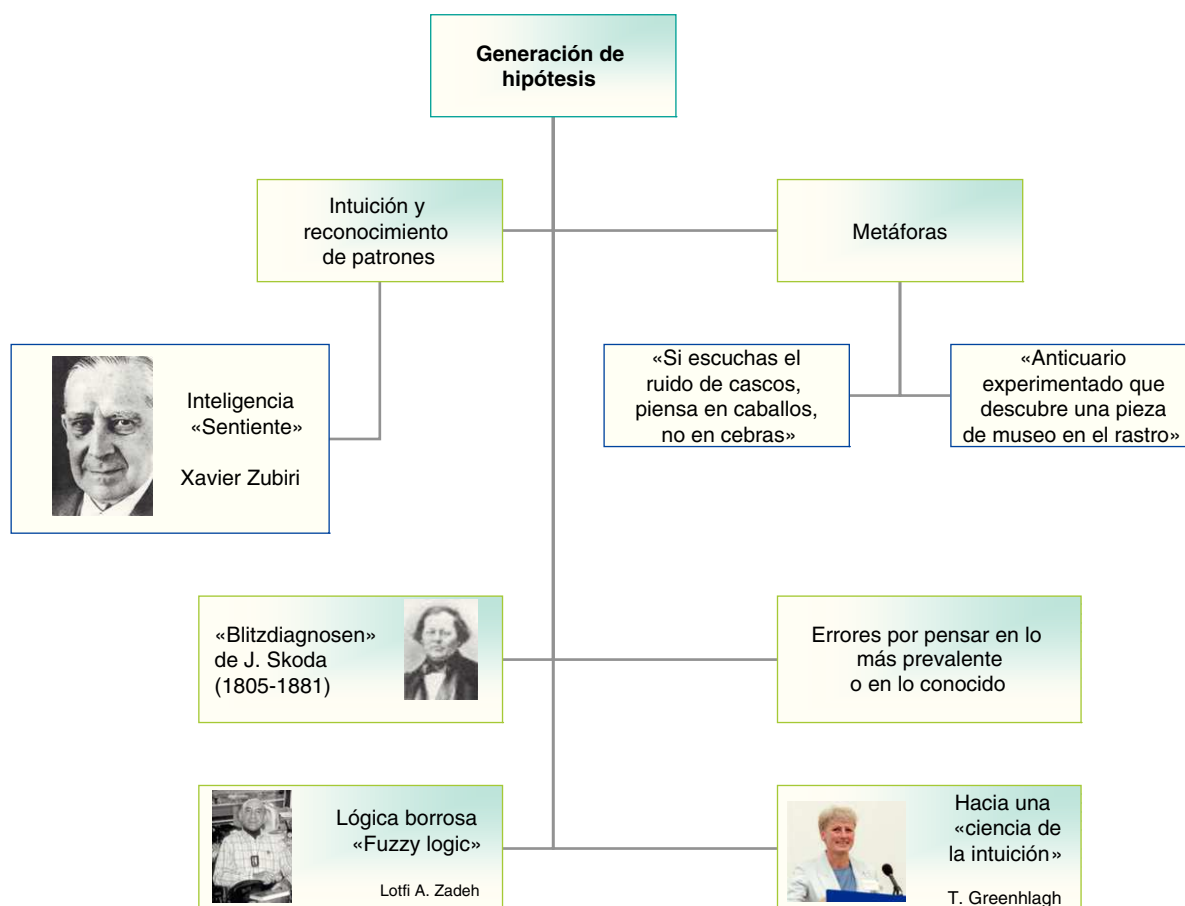 Generación de
hipótesis
Intuición y
reconocimiento
de patrones
Metáforas
Inteligencia
«Sentiente»
Xavier Zubiri
«Si escuchas el
ruido de cascos,
piensa en caballos,
no en cebras»
«Anticuario
experimentado que
descubre una pieza
de museo en el rastro»
«Blitzdiagnosen»
de J. Skoda
(1805-1881)
Errores por pensar en lo
más prevalente
o en lo conocido
Lógica borrosa
«Fuzzy logic»
Lotfi A. Zadeh
Hacia una
«ciencia de
la intuición»
T. Greenhlagh